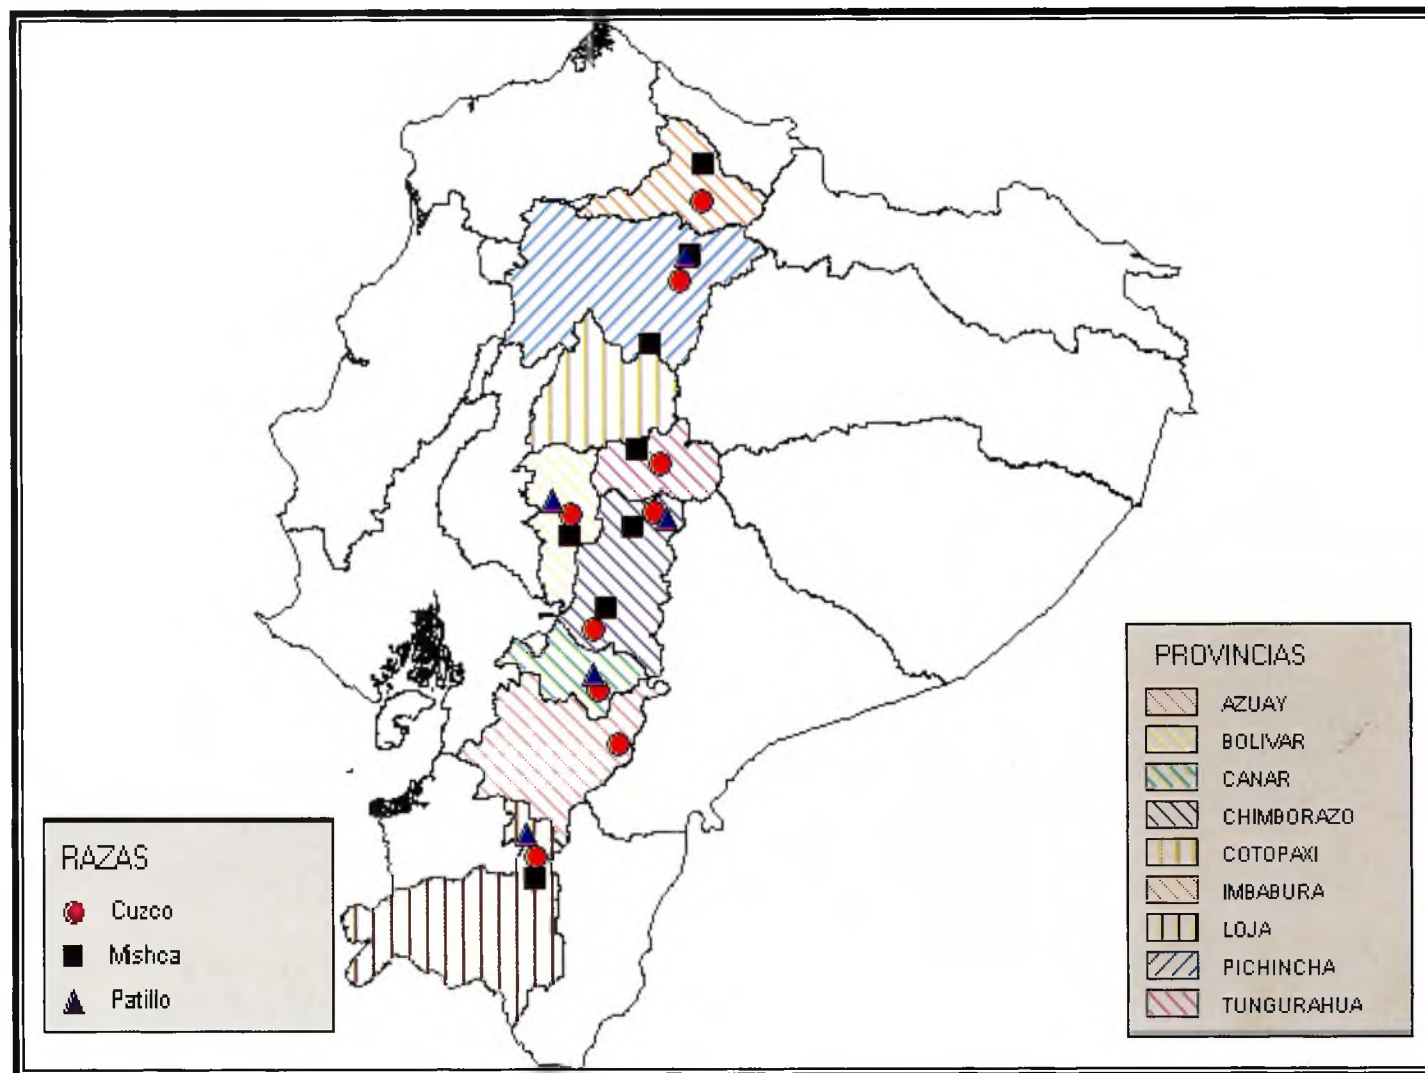 RAZAS
Cuzco
Mishca
Patillo
PROVINCIAS
AZUAY
BOLIVAR
CANAR
CHIMBORAZO
COTOPAXI
IMBABURA
LOJA
PICHINCHA
TUNGURAHUA